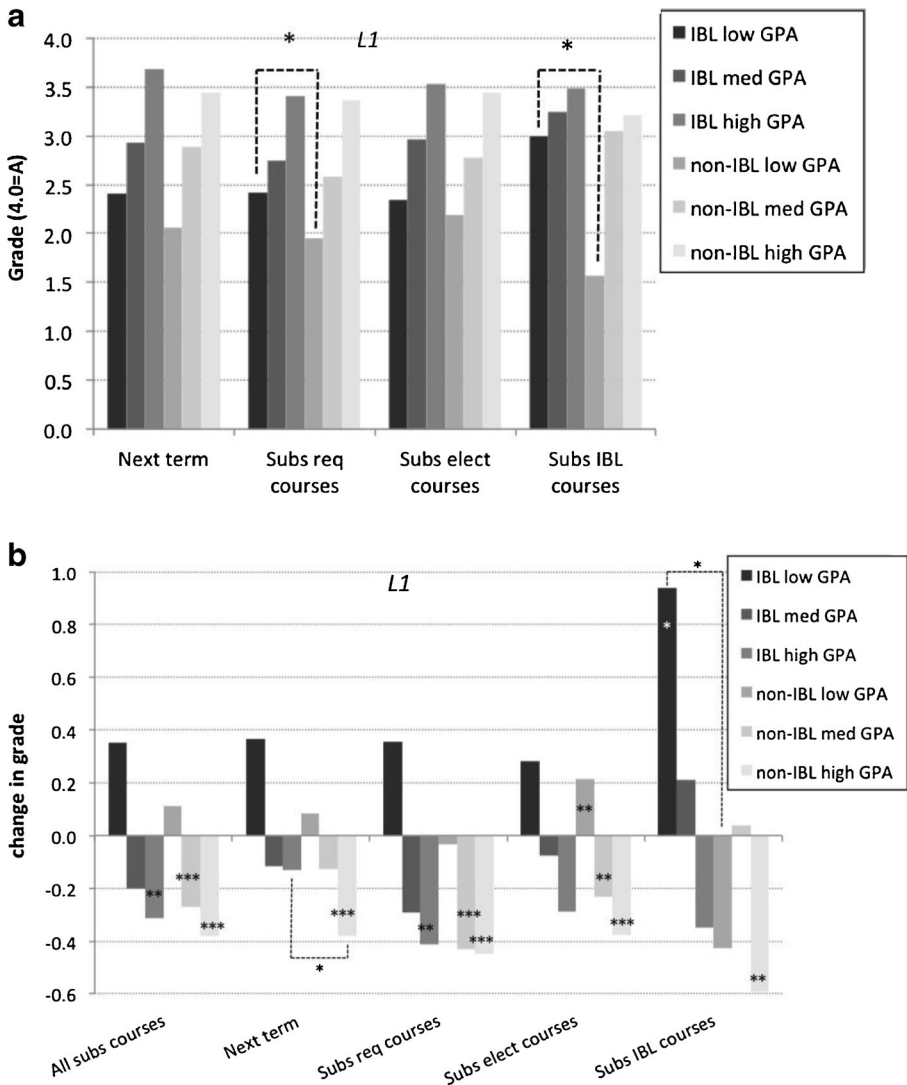 a
* L1 *
Grade (4.0=A)
4.0
3.5
3.0
2.5
2.0
1.5
1.0
0.5
0.0
Next term
Subs req
courses
Subs elect
courses
Subs IBL
courses
IBL low GPA
IBL med GPA
IBL high GPA
non-IBL low GPA
non-IBL med GPA
non-IBL high GPA
b
L1
change in grade
1.0
0.8
0.6
0.4
0.2
0.0
-0.2
-0.4
-0.6
** *** ***
*** *
** *** ***
** ** ***
* * **
All subs courses
Next term
Subs req courses
Subs elect courses
Subs IBL courses
IBL low GPA
IBL med GPA
IBL high GPA
non-IBL low GPA
non-IBL med GPA
non-IBL high GPA